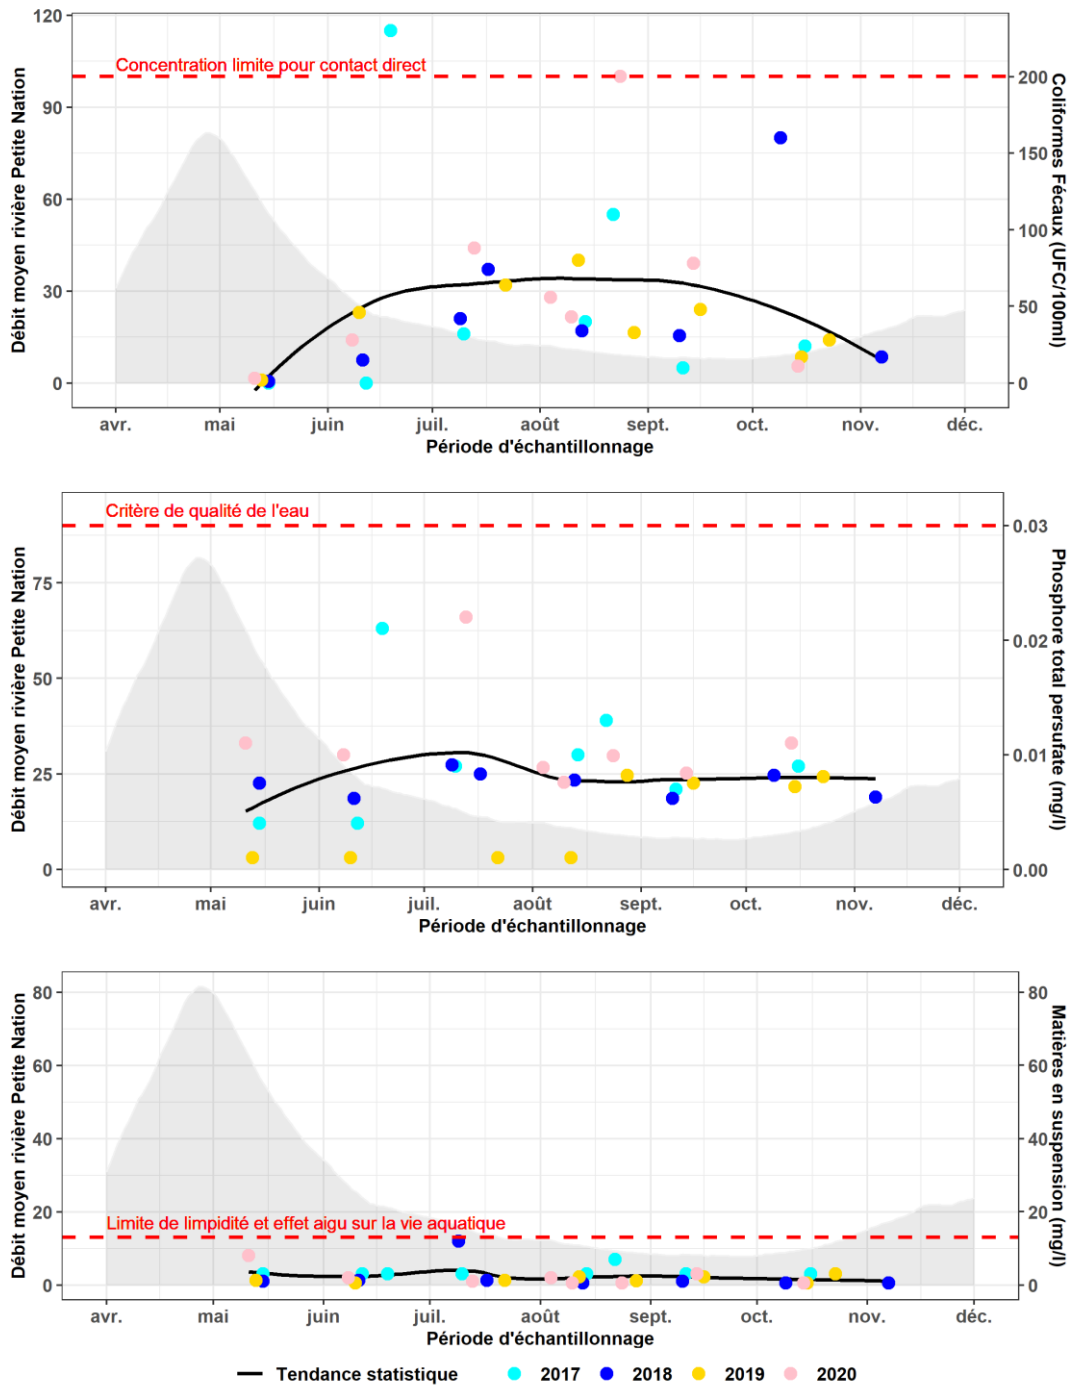 Débit moyen rivière Petite Nation
120
90
60
30
0
Concentration limite pour contact direct
200
150
100
50
0
Coliformes Fécaux (UFC/100ml)
avr. mai juin juil. août sept. oct. nov. déc.
Période d'échantillonnage
Débit moyen rivière Petite Nation
75
50
25
0
Critère de qualité de l'eau
0.03
0.02
0.01
0.00
Phosphore total persufate (mg/l)
avr. mai juin juil. août sept. oct. nov. déc.
Période d'échantillonnage
Débit moyen rivière Petite Nation
80
60
40
20
0
Limite de limpidité et effet aigu sur la vie aquatique
80
60
40
20
0
Matières en suspension (mg/l)
avr. mai juin juil. août sept. oct. nov. déc.
Période d'échantillonnage
Tendance statistique 2017 2018 2019 2020